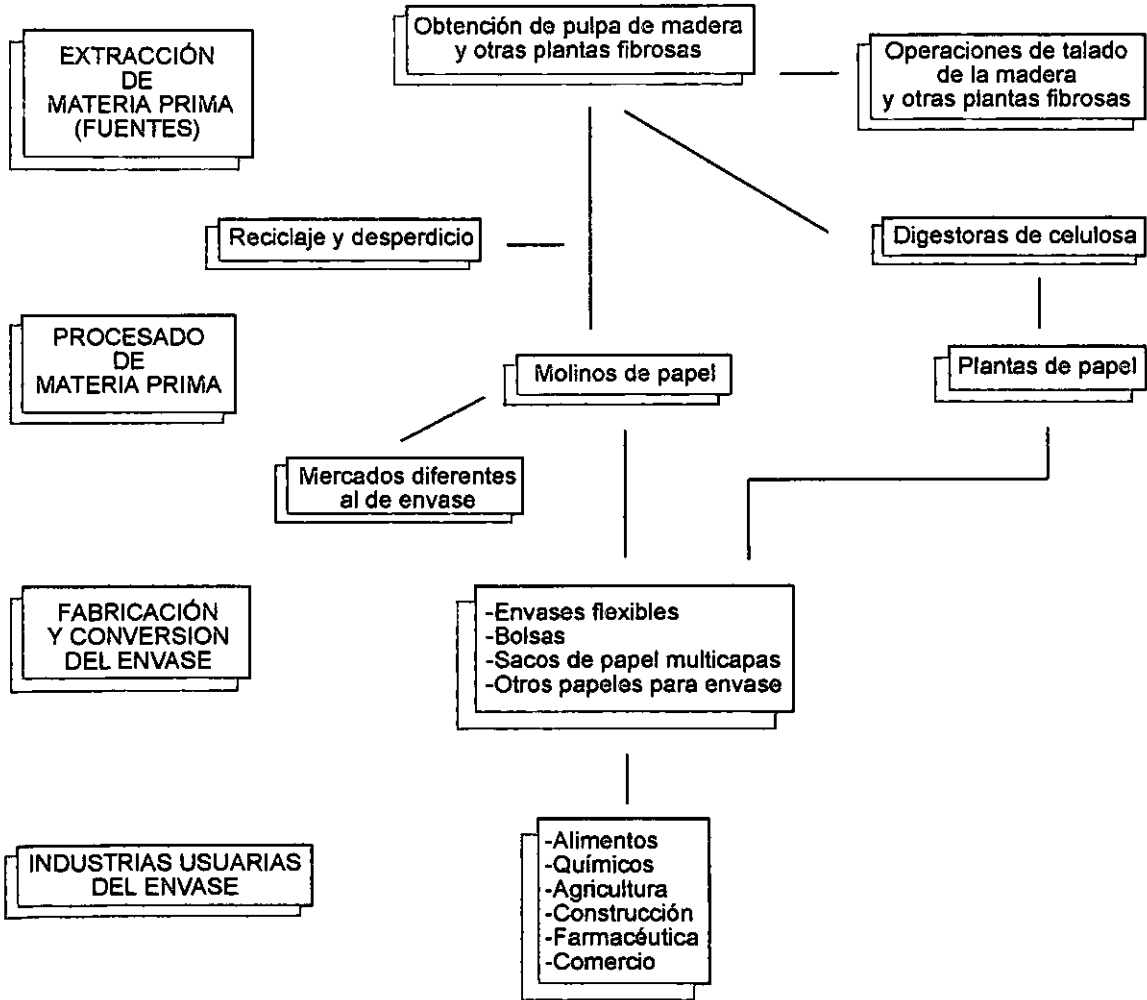 Obtención de pulpa de madera
y otras plantas fibrosas
EXTRACCIÓN
DE
MATERIA PRIMA
(FUENTES)
Operaciones de talado
de la madera
y otras plantas fibrosas
Reciclaje y desperdicio
Digestoras de celulosa
PROCESADO
DE
MATERIA PRIMA
Molinos de papel
Plantas de papel
Mercados diferentes
al de envase
FABRICACIÓN
Y CONVERSION
DEL ENVASE
-Envases flexibles
-Bolsas
-Sacos de papel multicapas
-Otros papeles para envase
INDUSTRIAS USUARIAS
DEL ENVASE
-Alimentos
-Químicos
-Agricultura
-Construcción
-Farmacéutica
-Comercio